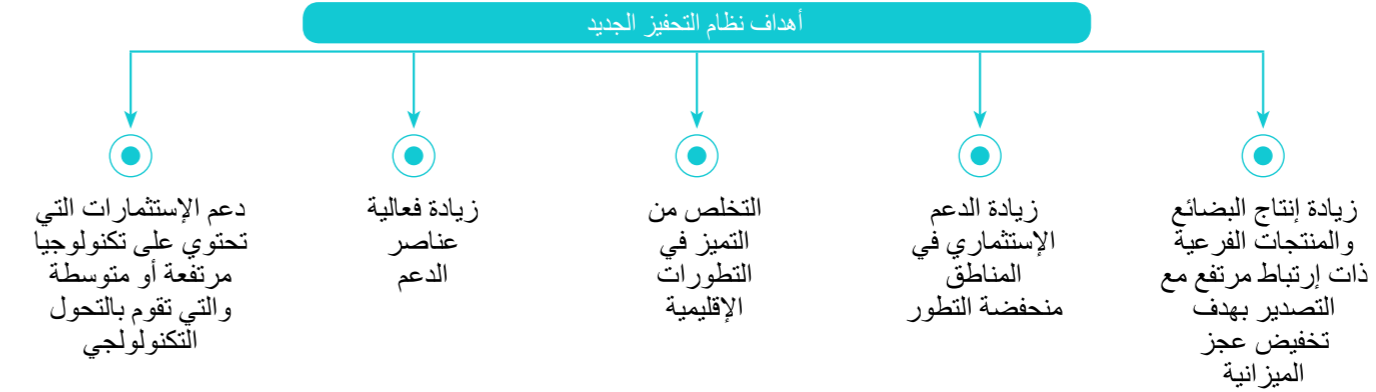 أهداف نظام التحفيز الجديد
زيادة إنتاج البضائع
والمنتجات الفرعية
ذات إرتباط مرتفع مع
التصدير بهدف
تخفيض عجز
الميزانية
زيادة الدعم
الإستثماري في
المناطق
منحفضة التطور
التخلص من
التميز في
التطورات
الإقليمية
زيادة فعالية
عناصر
الدعم
دعم الإستثمارات التي
تحتوي على تكنولوجيا
مرتفعة أو متوسطة
والتي تقوم بالتحول
التكنولولجي